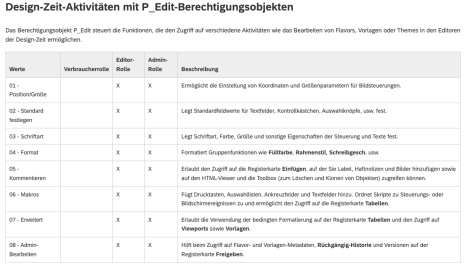 Design-Zeit-Aktivitäten mit P_Edit-Berechtigungsobjekten
Das Berechtigungsobjekt P_Edit steuert die Funktionen, die den Zugriff auf verschiedene Aktivitäten wie das Bearbeiten von Flavors, Vorlagen oder Themes in den Editoren
der Design-Zeit ermöglichen.
Werte Verbraucherrolle Editor-Rolle Admin-Rolle Beschreibung
01 - Position/Größe X X Ermöglicht die Einstellung von Koordinaten und Größenparametern für Bildsteuerungen.
02 - Standard festlegen X X Legt Standardfeldwerte für Textfelder, Kontrollkästchen, Auswahlknöpfe, usw. fest.
03 - Schriftart X X Legt Schriftart, Farbe, Größe und sonstige Eigenschaften der Steuerung und Texte fest.
04 - Format X X Formatiert Gruppenfunktionen wie Füllfarbe, Rahmenstil, Schreibgesch. usw.
05 - Kommentieren X X Erlaubt den Zugriff auf die Registerkarte Einfügen, auf der Sie Label, Haftnotizen und Bilder hinzufügen sowie
auf den HTML-Viewer und die Toolbox (zum Löschen und Klonen von Objekten) zugreifen können.
06 - Makros X X Fügt Drucktasten, Auswahllisten, Ankreuzfelder und Textfelder hinzu. Ordnet Skripte zu Steuerungs- oder
Bildschirmereignissen zu und ermöglicht den Zugriff auf die Registerkarte Tabellen.
07 - Erweitert X X Erlaubt die Verwendung der bedingten Formatierung auf der Registerkarte Tabellen und den Zugriff auf
Viewports sowie Vorlagen.
08 - Admin-Bearbeiten X X Hilft beim Zugriff auf Flavor- und Vorlagen-Metadaten, Rückgängig-Historie und Versionen auf der
Registerkarte Freigeben.